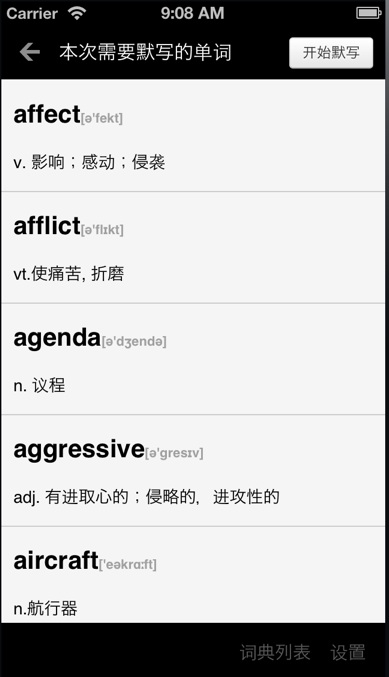 Carrier 9:08 AM
本次需要默写的单词 开始默写
affect[ə'fekt]
v. 影响；感动；侵袭
afflict[ə'flɪkt]
vt.使痛苦, 折磨
agenda[ə'dʒendə]
n. 议程
aggressive[ə'gresɪv]
adj. 有进取心的；侵略的，进攻性的
aircraft['eəkrɑːft]
n.航行器
词典列表 设置